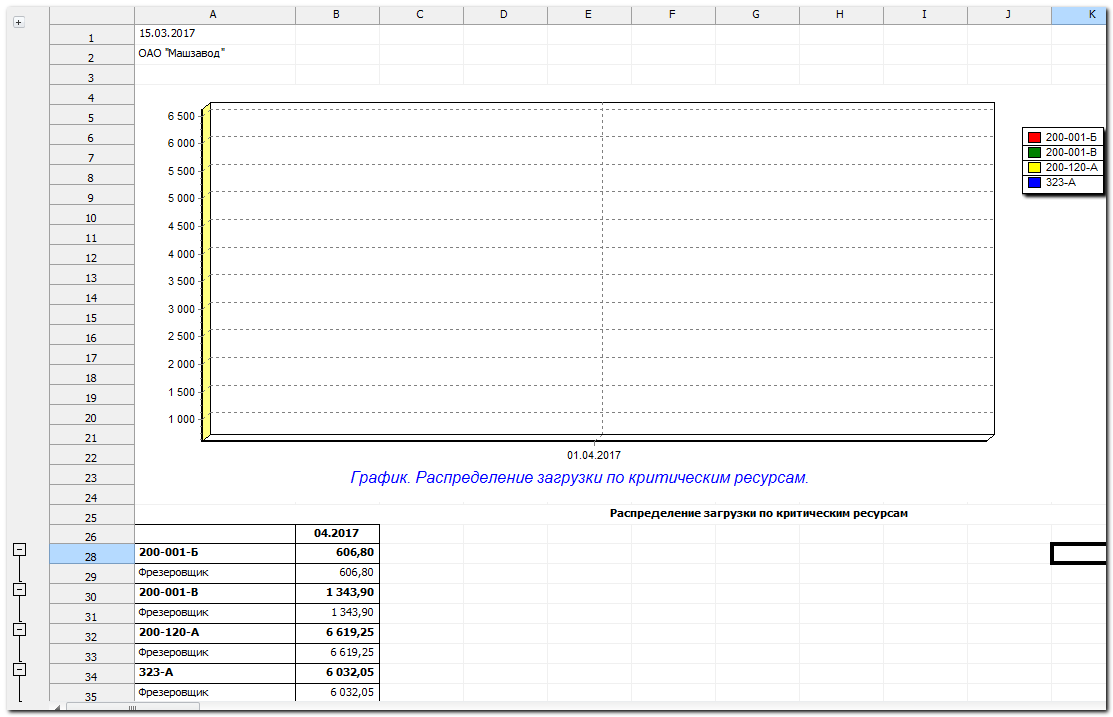 A B C D E F G H I J K
1 15.03.2017
2 ОАО "Машзавод"
3
4
5 6 500
6 6 000 200-001-Б
200-001-В
7 5 500 200-120-А
8 5 000 323-А
9
10 4 500
11 4 000
12
13 3 500
14 3 000
15
16 2 500
17 2 000
18
19 1 500
20 1 000
21
22 01.04.2017
23 График. Распределение загрузки по критическим ресурсам.
24
25 Распределение загрузки по критическим ресурсам
26 04.2017
28 200-001-Б 606,80
29 Фрезеровщик 606,80
30 200-001-В 1 343,90
31 Фрезеровщик 1 343,90
32 200-120-А 6 619,25
33 Фрезеровщик 6 619,25
34 323-А 6 032,05
35 Фрезеровщик 6 032,05